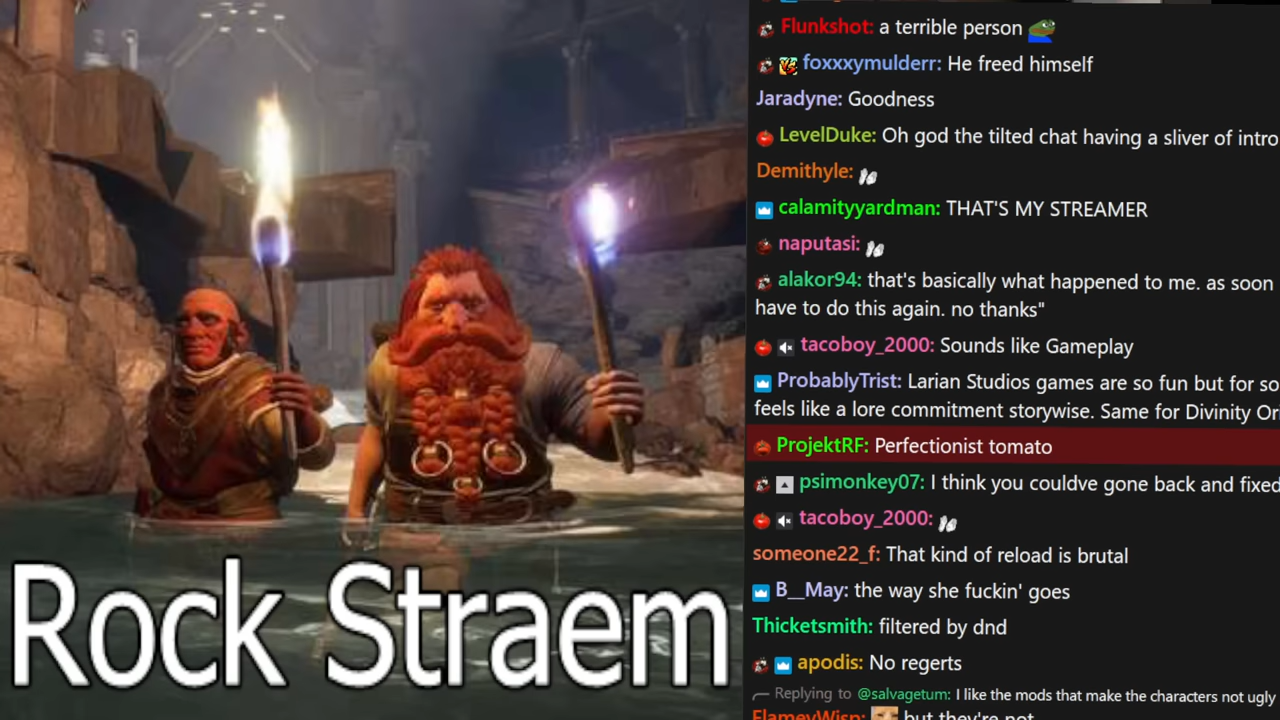 Flunkshot: a terrible person
foxxxymulderr: He freed himself
Jaradyne: Goodness
LevelDuke: Oh god the tilted chat having a sliver of intro
Demithyle:
calamityyardman: THAT'S MY STREAMER
naputasi:
alakor94: that's basically what happened to me. as soon
have to do this again. no thanks"
tacoboy_2000: Sounds like Gameplay
ProbablyTrist: Larian Studios games are so fun but for so
feels like a lore commitment storywise. Same for Divinity Or
ProjektRF: Perfectionist tomato
psimonkey07: I think you couldve gone back and fixed
tacoboy_2000:
someone22_f: That kind of reload is brutal
B__May: the way she fuckin' goes
Thicketsmith: filtered by dnd
apodis: No regerts
Replying to @salvagetum: I like the mods that make the characters not ugly
FlameyWisp: but they're not
Rock Straem